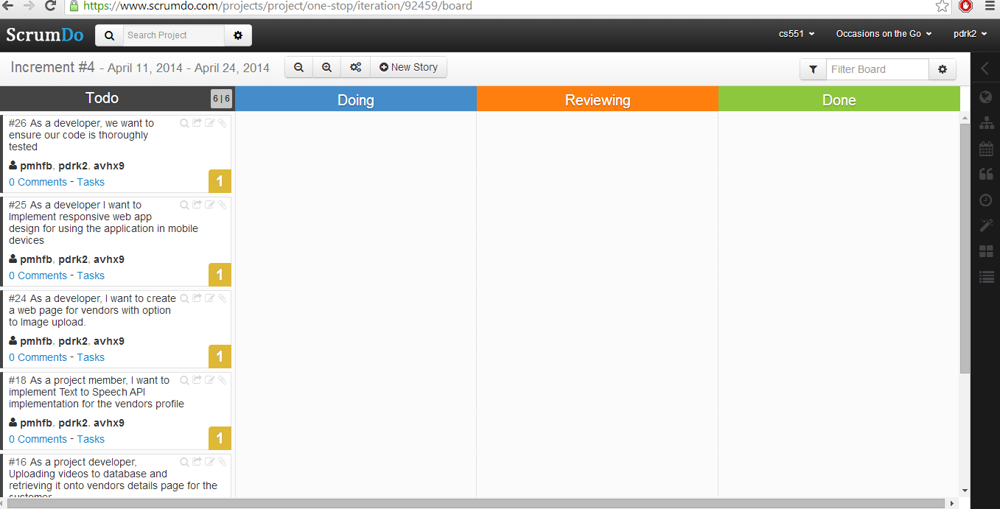 https://www.scrumdo.com/projects/project/one-stop/iteration/92459/board
ScrumDo Search Project cs551 Occasions on the Go pdrk2
Increment #4 - April 11, 2014 - April 24, 2014 New Story Filter Board
Todo 6|6 Doing Reviewing Done
#26 As a developer, we want to
ensure our code is thoroughly
tested
pmhfb, pdrk2, avhx9
0 Comments - Tasks 1
#25 As a developer I want to
Implement responsive web app
design for using the application in mobile
devices
pmhfb, pdrk2, avhx9
0 Comments - Tasks 1
#24 As a developer, I want to create
a web page for vendors with option
to Image upload.
pmhfb, pdrk2, avhx9
0 Comments - Tasks 1
#18 As a project member, I want to
implement Text to Speech API
implementation for the vendors profile
pmhfb, pdrk2, avhx9
0 Comments - Tasks 1
#16 As a project developer,
Uploading videos to database and
retrieving it onto vendors details page for the
customer